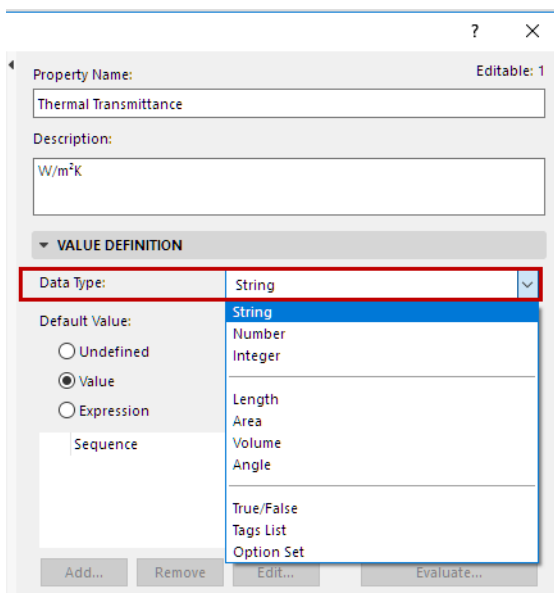 ?
Property Name:
Editable: 1
Thermal Transmittance
Description:
W/m²K
VALUE DEFINITION
Data Type:
String
Default Value:
String
Number
Integer
Undefined
Value
Expression
Length
Area
Volume
Angle
Sequence
True/False
Tags List
Option Set
Add...
Remove
Edit...
Evaluate...